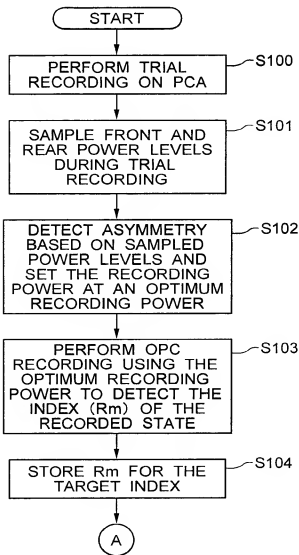 START
PERFORM TRIAL
RECORDING ON PCA
S100
SAMPLE FRONT AND
REAR POWER LEVELS
DURING TRIAL
RECORDING
S101
DETECT ASYMMETRY
BASED ON SAMPLED
POWER LEVELS AND
SET THE RECORDING
POWER AT AN OPTIMUM
RECORDING POWER
S102
PERFORM OPC
RECORDING USING THE
OPTIMUM RECORDING
POWER TO DETECT THE
INDEX (Rm) OF THE
RECORDED STATE
S103
STORE Rm FOR THE
TARGET INDEX
S104
A